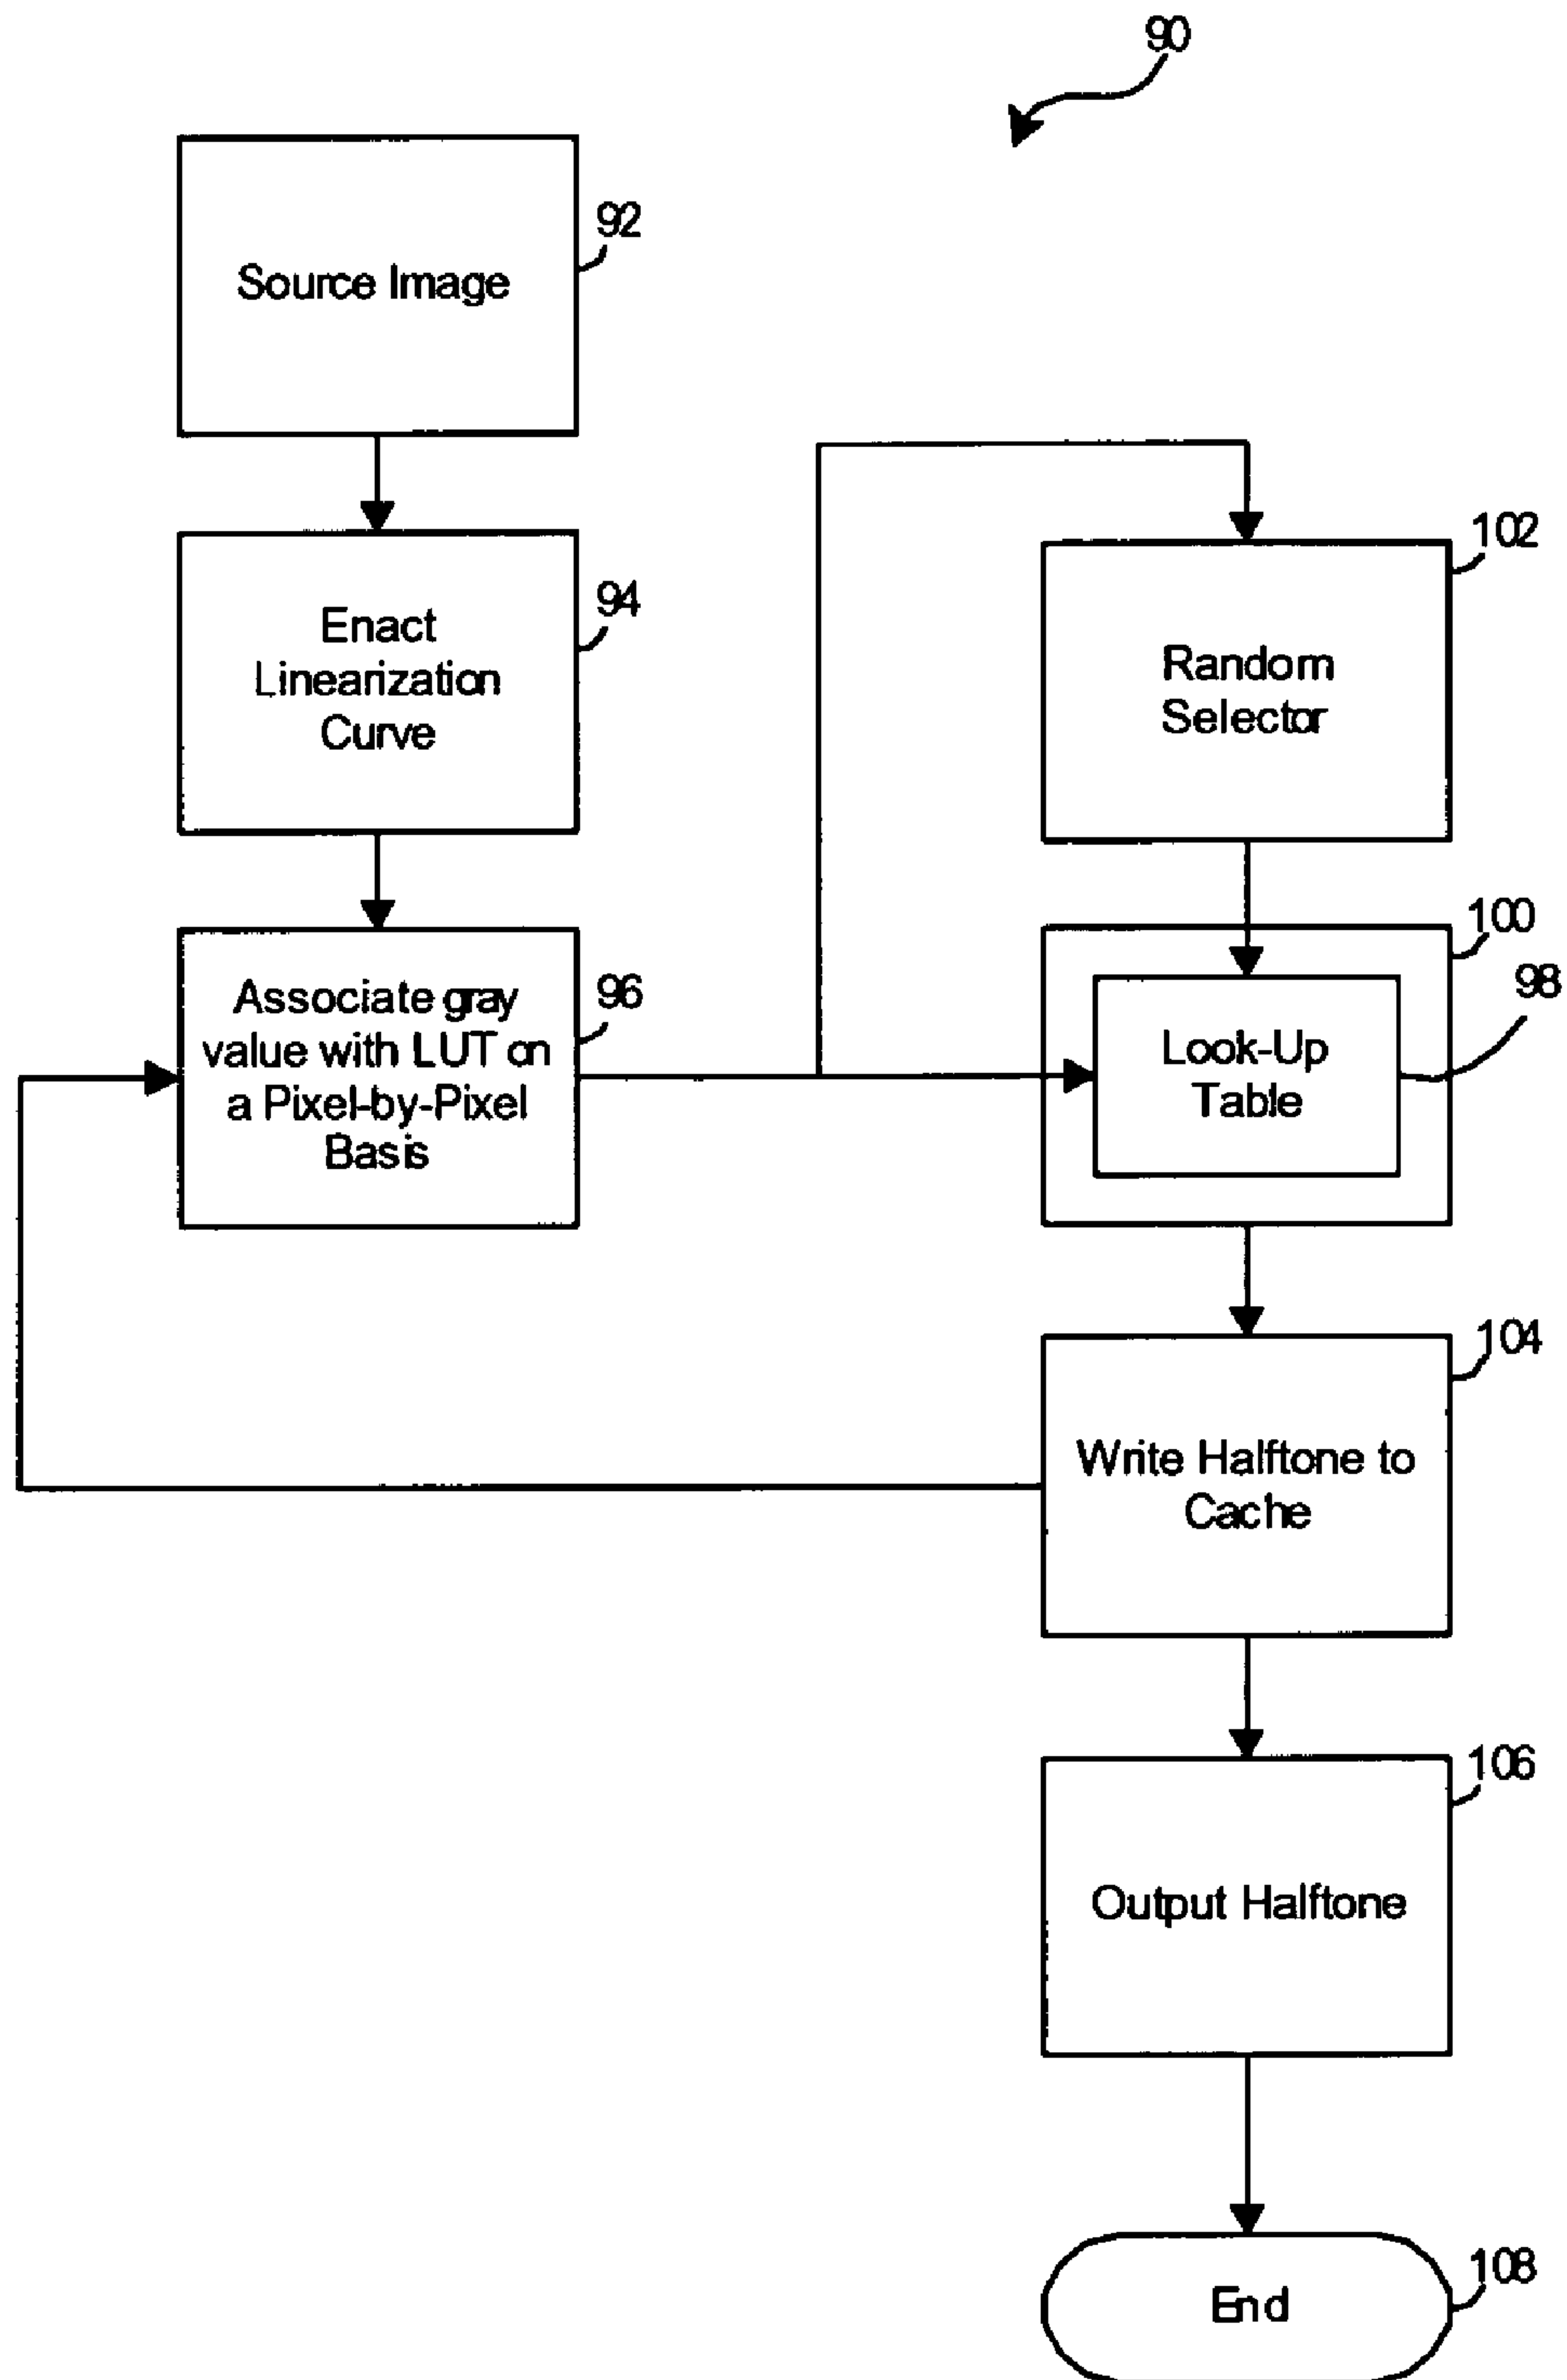 90
Source Image
92
Enact
Linearization
Curve
94
Associate gray
value with LUT on
a Pixel-by-Pixel
Basis
96
Random
Selector
102
100
98
Look-Up
Table
Write Halftone to
Cache
104
Output Halftone
106
End
108